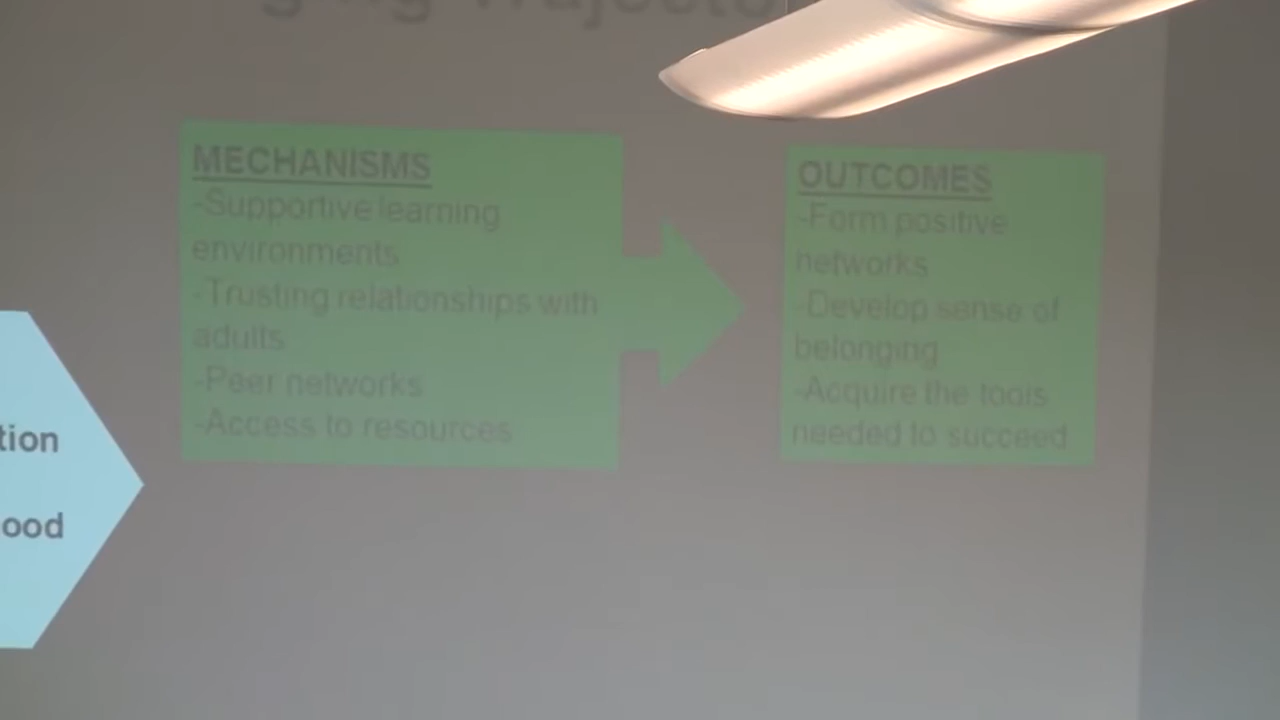 MECHANISMS
-Supportive learning
environments
-Trusting relationships with
adults
-Peer networks
-Access to resources
OUTCOMES
-Form positive
networks
-Develop sense of
belonging
-Acquire the tools
needed to succeed
tion
ood